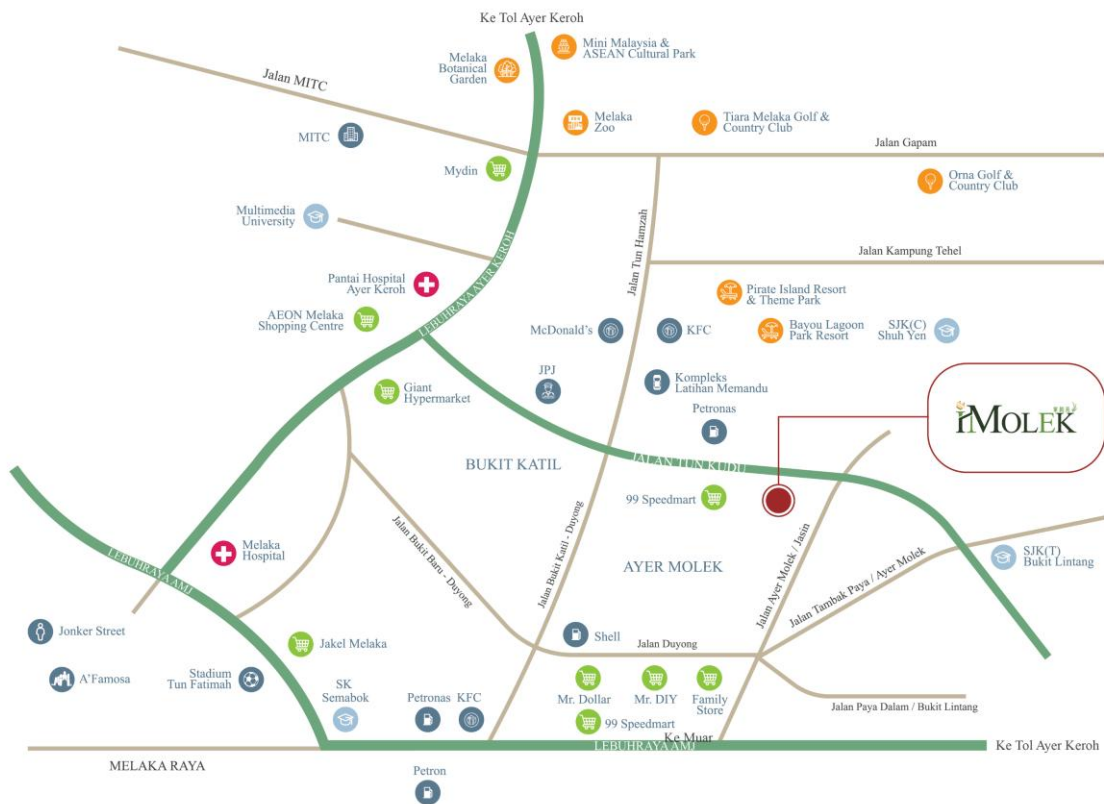 Ke Tol Ayer Keroh
Mini Malaysia &
ASEAN Cultural Park
Melaka
Botanical
Garden
Jalan MITC
MITC
Melaka
Zoo
Tiara Melaka Golf &
Country Club
Jalan Gapam
Mydin
Orna Golf &
Country Club
Multimedia
University
Jalan Tun Hamzah
Jalan Kampung Tehel
LEBUHRAYA AYER KEROH
Pantai Hospital
Ayer Keroh
Pirate Island Resort
& Theme Park
AEON Melaka
Shopping Centre
McDonald's
KFC
Bayou Lagoon
Park Resort
SJK(C)
Shuh Yen
JPJ
Giant
Hypermarket
Kompleks
Latihan Memandu
Petronas
iMOLEK
BUKIT KATIL
JALAN TUN KUDU
99 Speedmart
Jalan Bukit Baru - Duyong
Jalan Bukit Katil - Duyong
Melaka
Hospital
AYER MOLEK
Jalan Ayer Molek / Jasin
Jalan Tambak Paya / Ayer Molek
SJK(T)
Bukit Lintang
LEBUHRAYA AMJ
Jonker Street
Jakel Melaka
Shell
Jalan Duyong
A'Famosa
Stadium
Tun Fatimah
SK
Semabok
Petronas
KFC
Mr. Dollar
Mr. DIY
Family
Store
Jalan Paya Dalam / Bukit Lintang
99 Speedmart
Ke Muar
LEBUHRAYA AMJ
Ke Tol Ayer Keroh
MELAKA RAYA
Petron